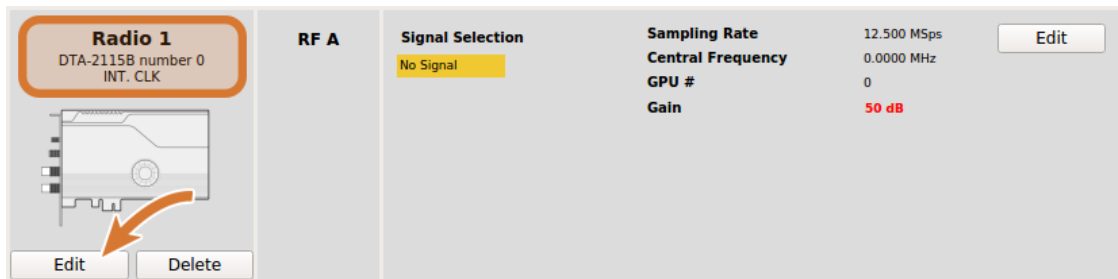 Radio 1
DTA-2115B number 0
INT. CLK
Edit
Delete
RF A
Signal Selection
No Signal
Sampling Rate 12.500 MSps
Central Frequency 0.0000 MHz
GPU # 0
Gain 50 dB
Edit